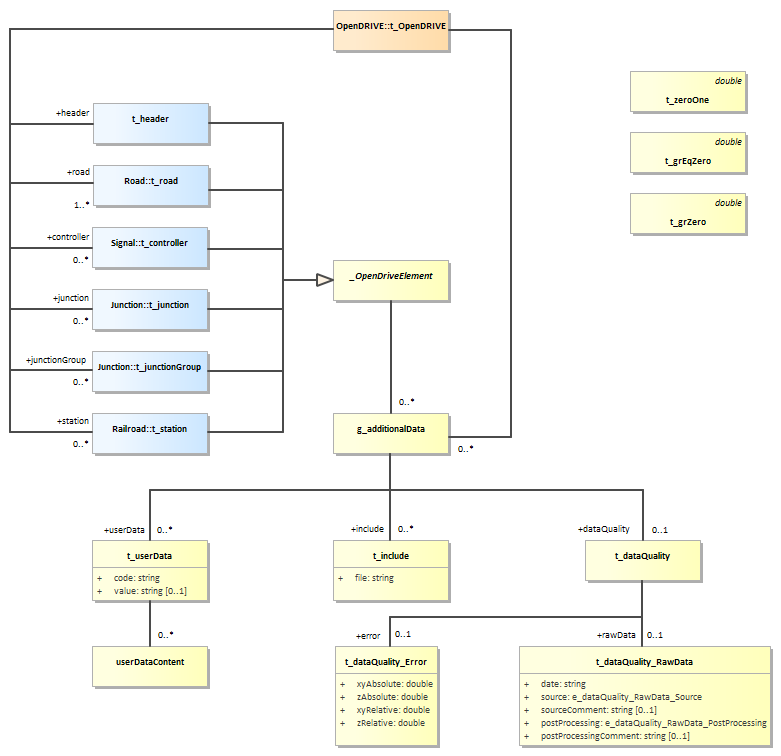 OpenDRIVE::t_OpenDRIVE
double
t_zeroOne
+header
t_header
double
t_grEqZero
+road
Road::t_road
1..*
double
t_grZero
+controller
Signal::t_controller
0..*
_OpenDriveElement
+junction
Junction::t_junction
0..*
+junctionGroup
Junction::t_junctionGroup
0..*
0..*
+station
Railroad::t_station
0..*
g_additionalData
0..*
+userData 0..*
+include 0..*
+dataQuality 0..1
t_userData
+ code: string
+ value: string [0..1]
t_include
+ file: string
t_dataQuality
0..*
userDataContent
+error 0..1
+rawData 0..1
t_dataQuality_Error
+ xyAbsolute: double
+ zAbsolute: double
+ xyRelative: double
+ zRelative: double
t_dataQuality_RawData
+ date: string
+ source: e_dataQuality_RawData_Source
+ sourceComment: string [0..1]
+ postProcessing: e_dataQuality_RawData_PostProcessing
+ postProcessingComment: string [0..1]